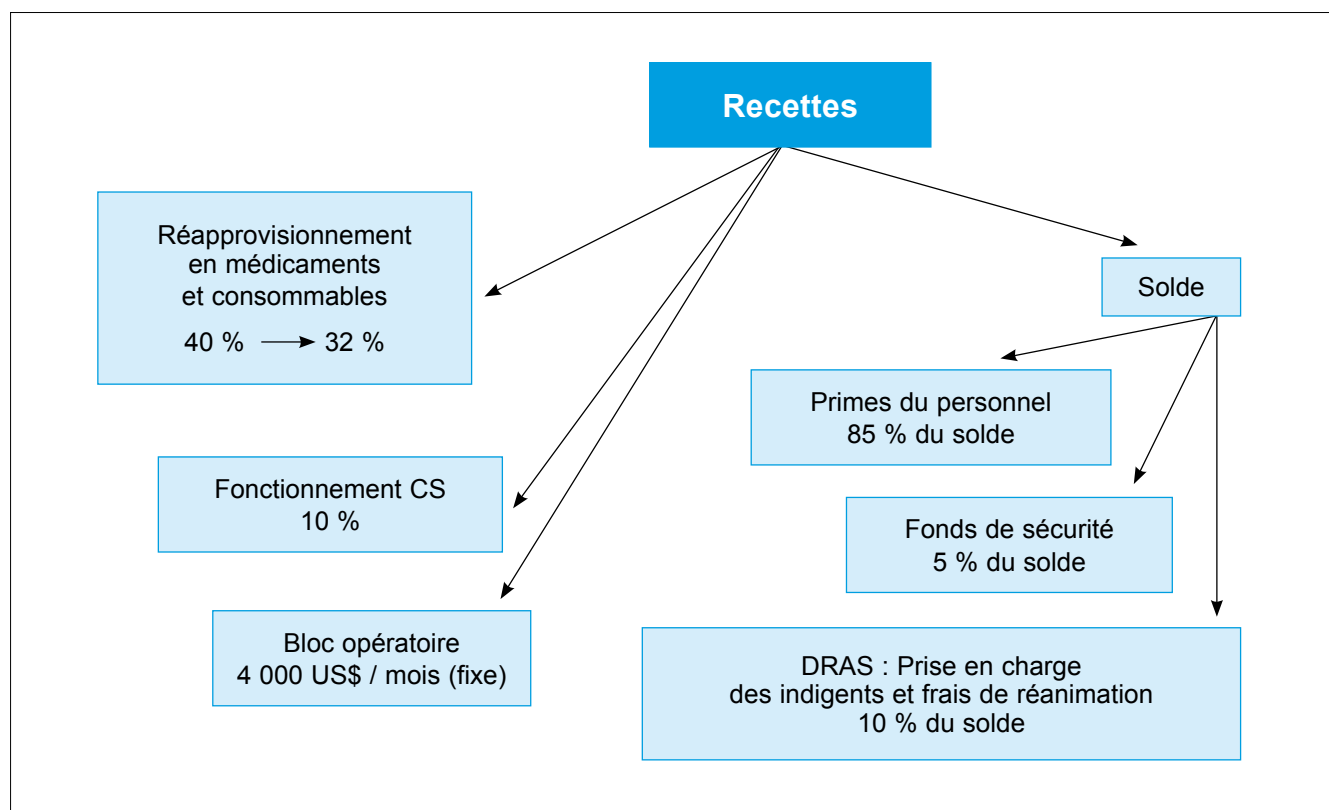 Recettes
Réapprovisionnement
en médicaments
et consommables
40 % → 32 %
Fonctionnement CS
10 %
Bloc opératoire
4 000 US$ / mois (fixe)
Solde
Primes du personnel
85 % du solde
Fonds de sécurité
5 % du solde
DRAS : Prise en charge
des indigents et frais de réanimation
10 % du solde